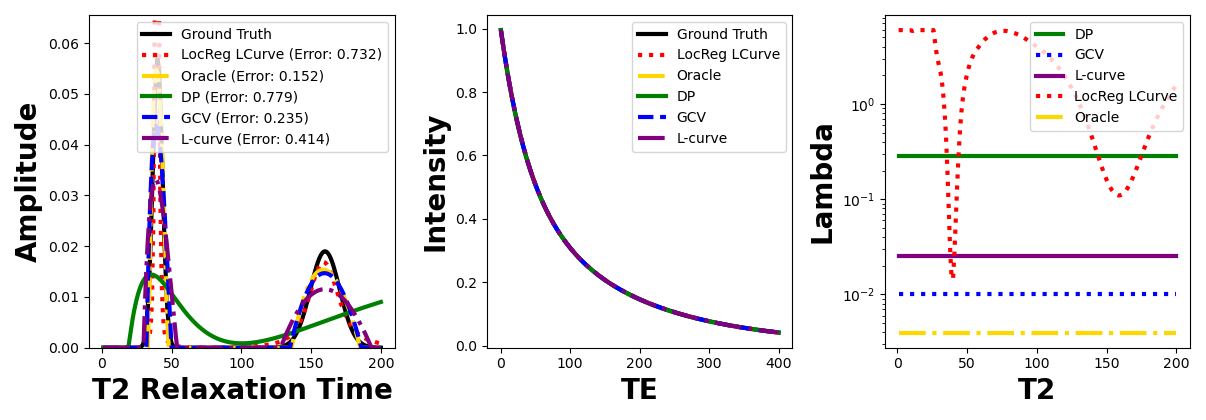 Amplitude
0.06
0.05
0.04
0.03
0.02
0.01
0.00
0 50 100 150 200
T2 Relaxation Time
Ground Truth
LocReg LCurve (Error: 0.732)
Oracle (Error: 0.152)
DP (Error: 0.779)
GCV (Error: 0.235)
L-curve (Error: 0.414)
Intensity
1.0
0.8
0.6
0.4
0.2
0.0
0 100 200 300 400
TE
Ground Truth
LocReg LCurve
Oracle
DP
GCV
L-curve
Lambda
10⁰
10⁻¹
10⁻²
0 50 100 150 200
T2
DP
GCV
L-curve
LocReg LCurve
Oracle